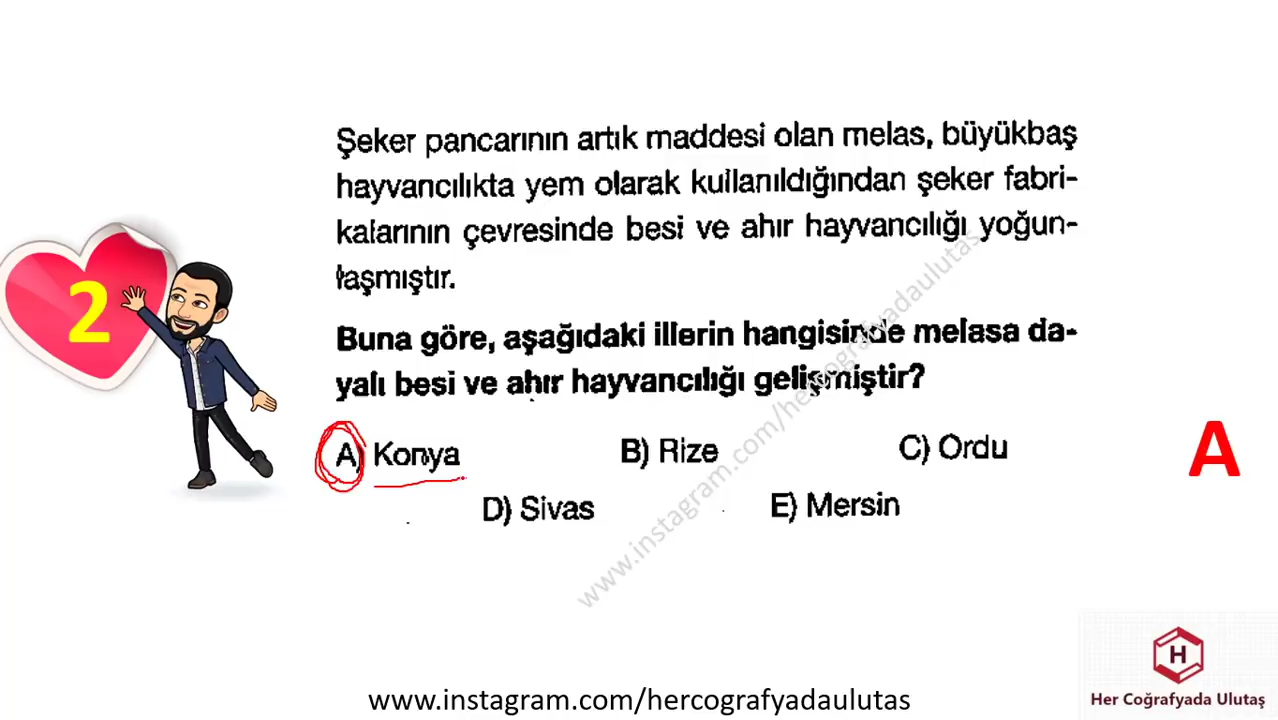 Şeker pancarının artık maddesi olan melas, büyükbaş
hayvancılıkta yem olarak kullanıldığından şeker fabri-
kalarının çevresinde besi ve ahır hayvancılığı yoğun-
laşmıştır.
2
Buna göre, aşağıdaki illerin hangisinde melasa da-
yalı besi ve ahır hayvancılığı gelişmiştir?
A) Konya B) Rize C) Ordu
A
D) Sivas E) Mersin
www.instagram.com/hercografyadaulutas
H
Her Coğrafyada Ulutaş
www.instagram.com/hercografyadaulutas